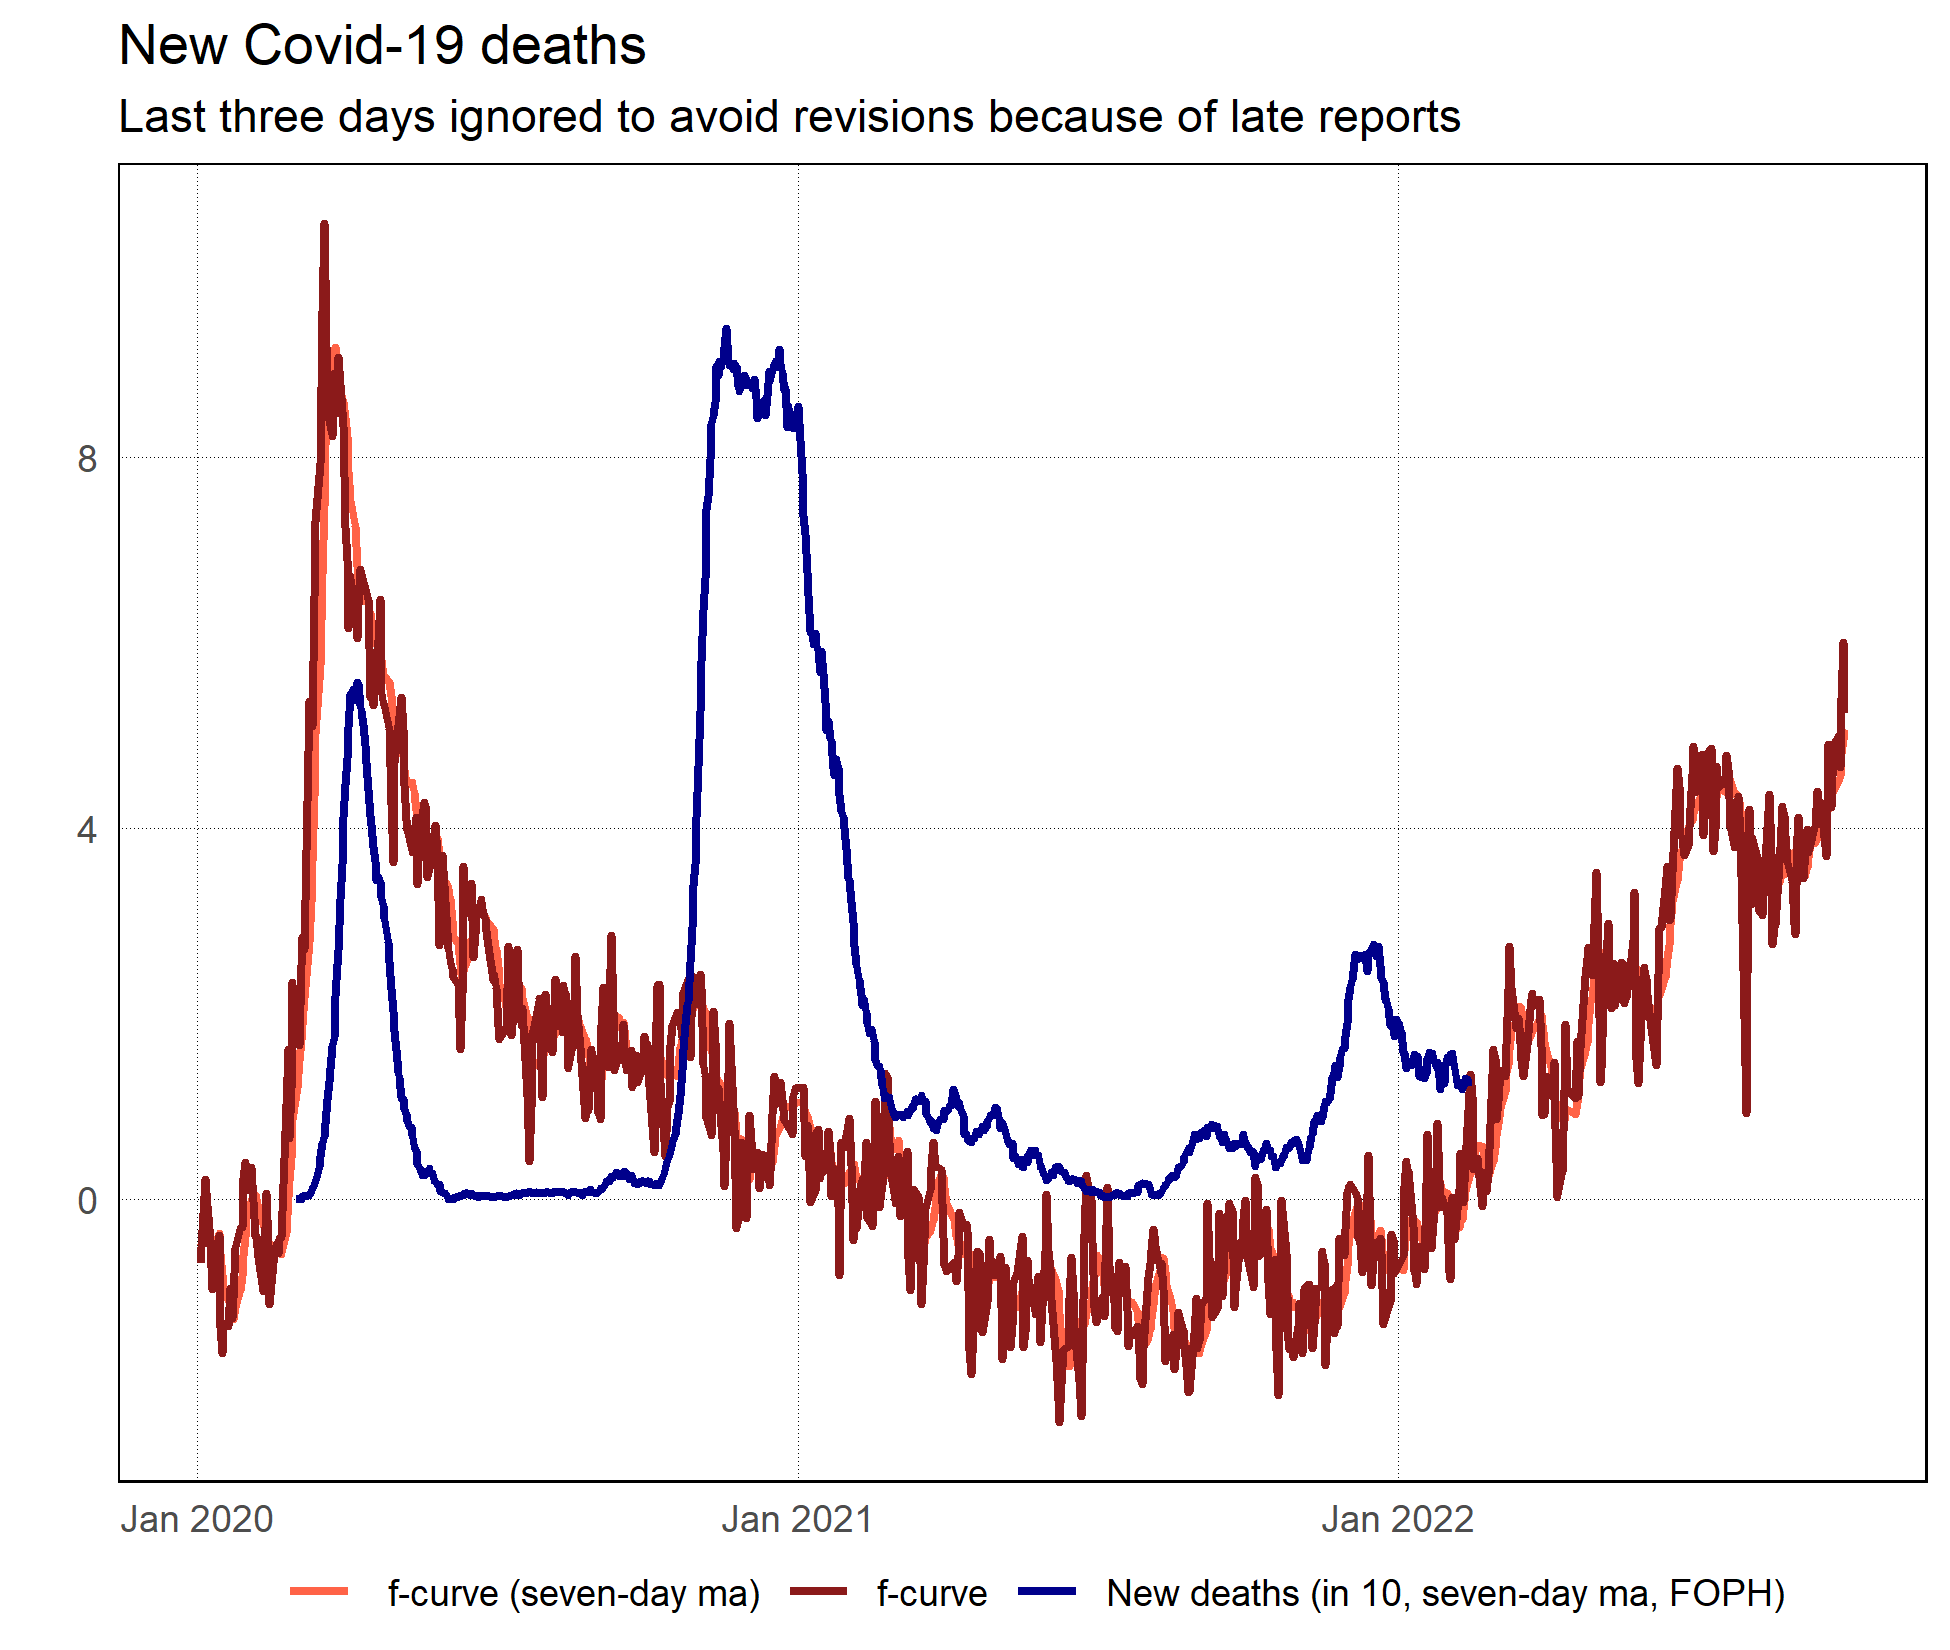 New Covid-19 deaths
Last three days ignored to avoid revisions because of late reports
8
4
0
Jan 2020 Jan 2021 Jan 2022
f-curve (seven-day ma) f-curve New deaths (in 10, seven-day ma, FOPH)